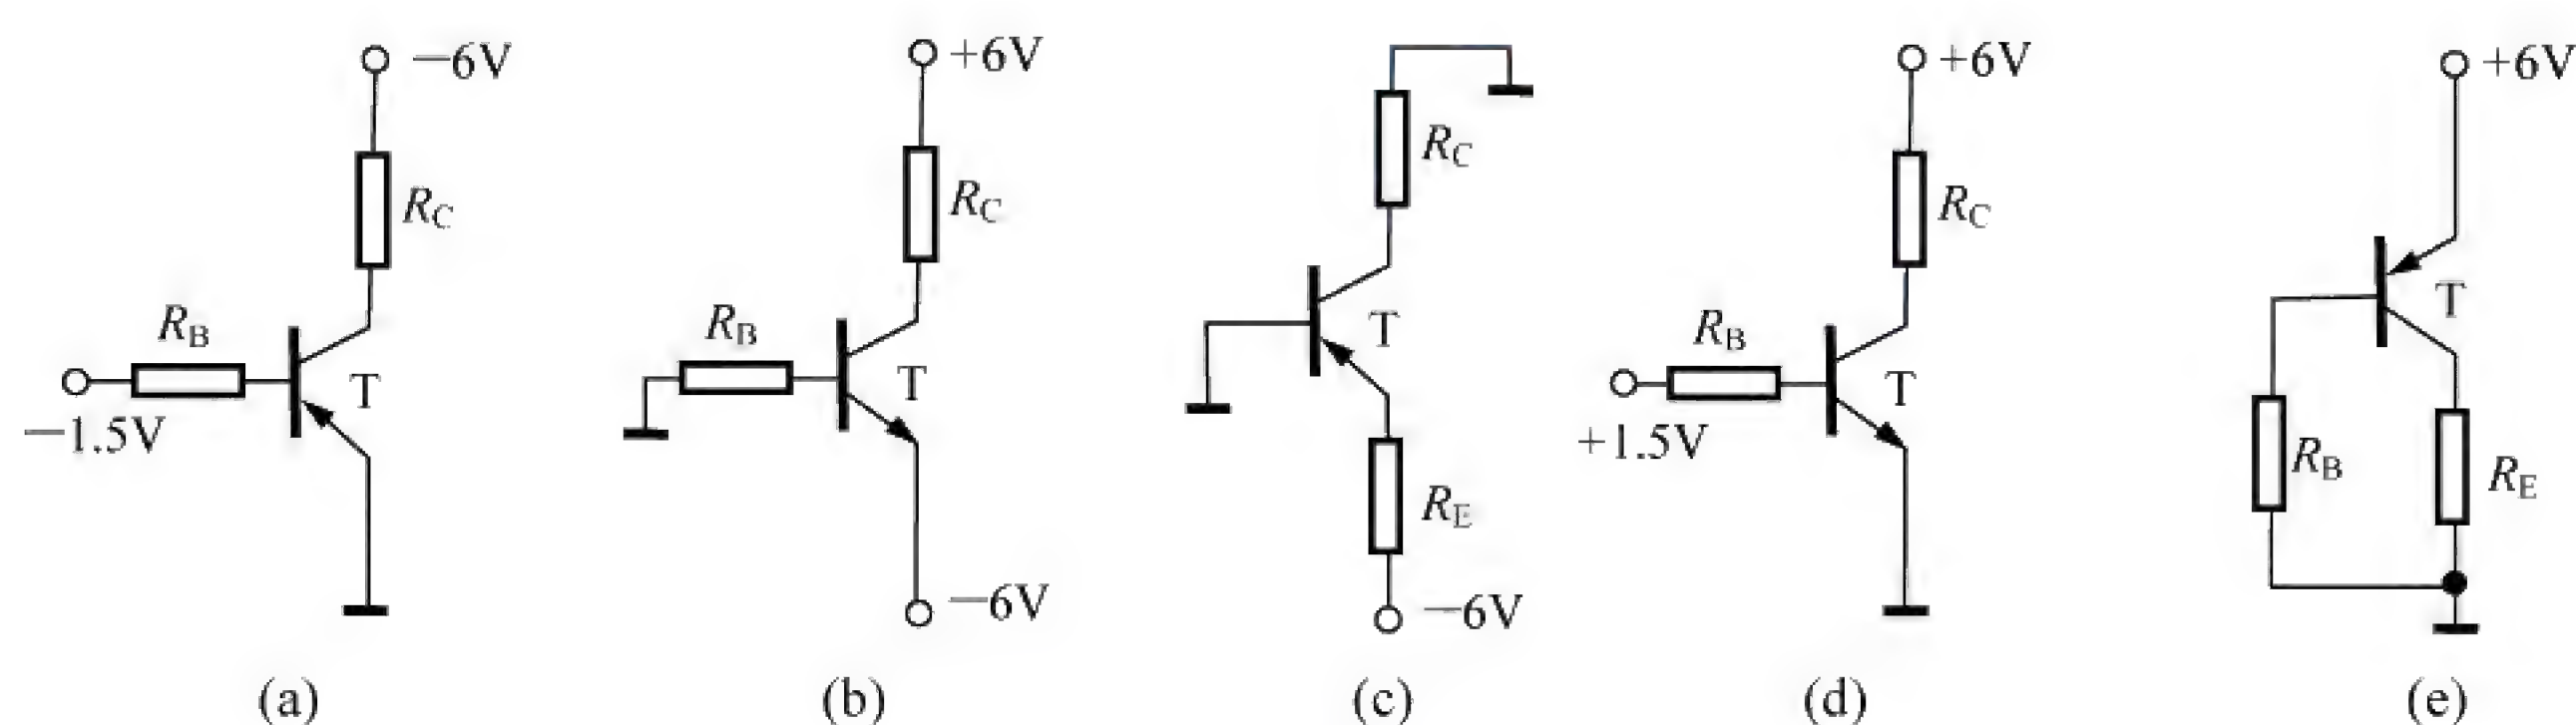 −6V
R_C
R_B
T
−1.5V
(a)
+6V
R_C
R_B
T
−6V
(b)
R_C
T
R_E
−6V
(c)
+6V
R_C
R_B
T
+1.5V
(d)
+6V
T
R_B
R_E
(e)